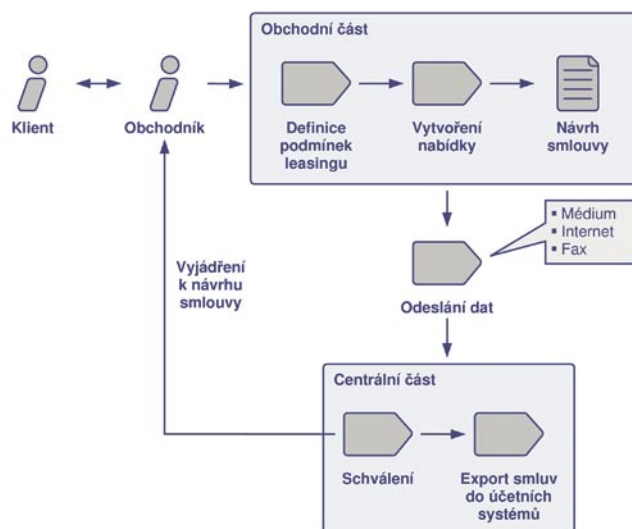 Obchodní část
Klient
Obchodník
Definice
podmínek
leasingu
Vytvoření
nabídky
Návrh
smlouvy
▪ Médium
▪ Internet
▪ Fax
Vyjádření
k návrhu
smlouvy
Odeslání dat
Centrální část
Schválení
Export smluv
do účetních
systémů